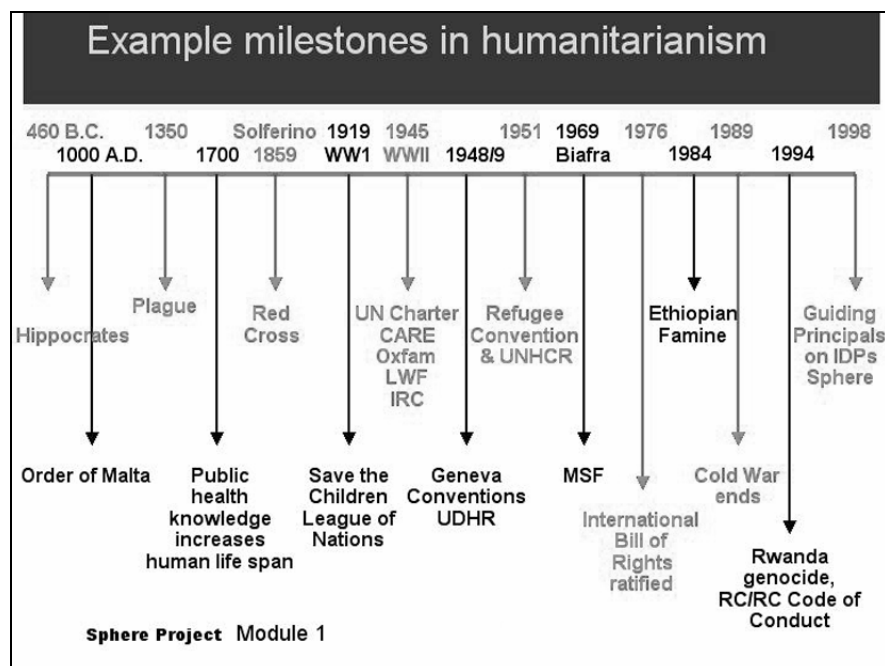 Example milestones in humanitarianism
460 B.C. 1350 Solferino 1919 1945 1951 1969 1976 1989 1998
1000 A.D. 1700 1859 WW1 WWII 1948/9 Biafra 1984 1994
Hippocrates
Plague
Red
Cross
UN Charter
CARE
Oxfam
LWF
IRC
Refugee
Convention
& UNHCR
Ethiopian
Famine
Guiding
Principals
on IDPs
Sphere
Order of Malta
Public
health
knowledge
increases
human life span
Save the
Children
League of
Nations
Geneva
Conventions
UDHR
MSF
International
Bill of
Rights
ratified
Cold War
ends
Rwanda
genocide,
RC/RC Code of
Conduct
Sphere Project Module 1